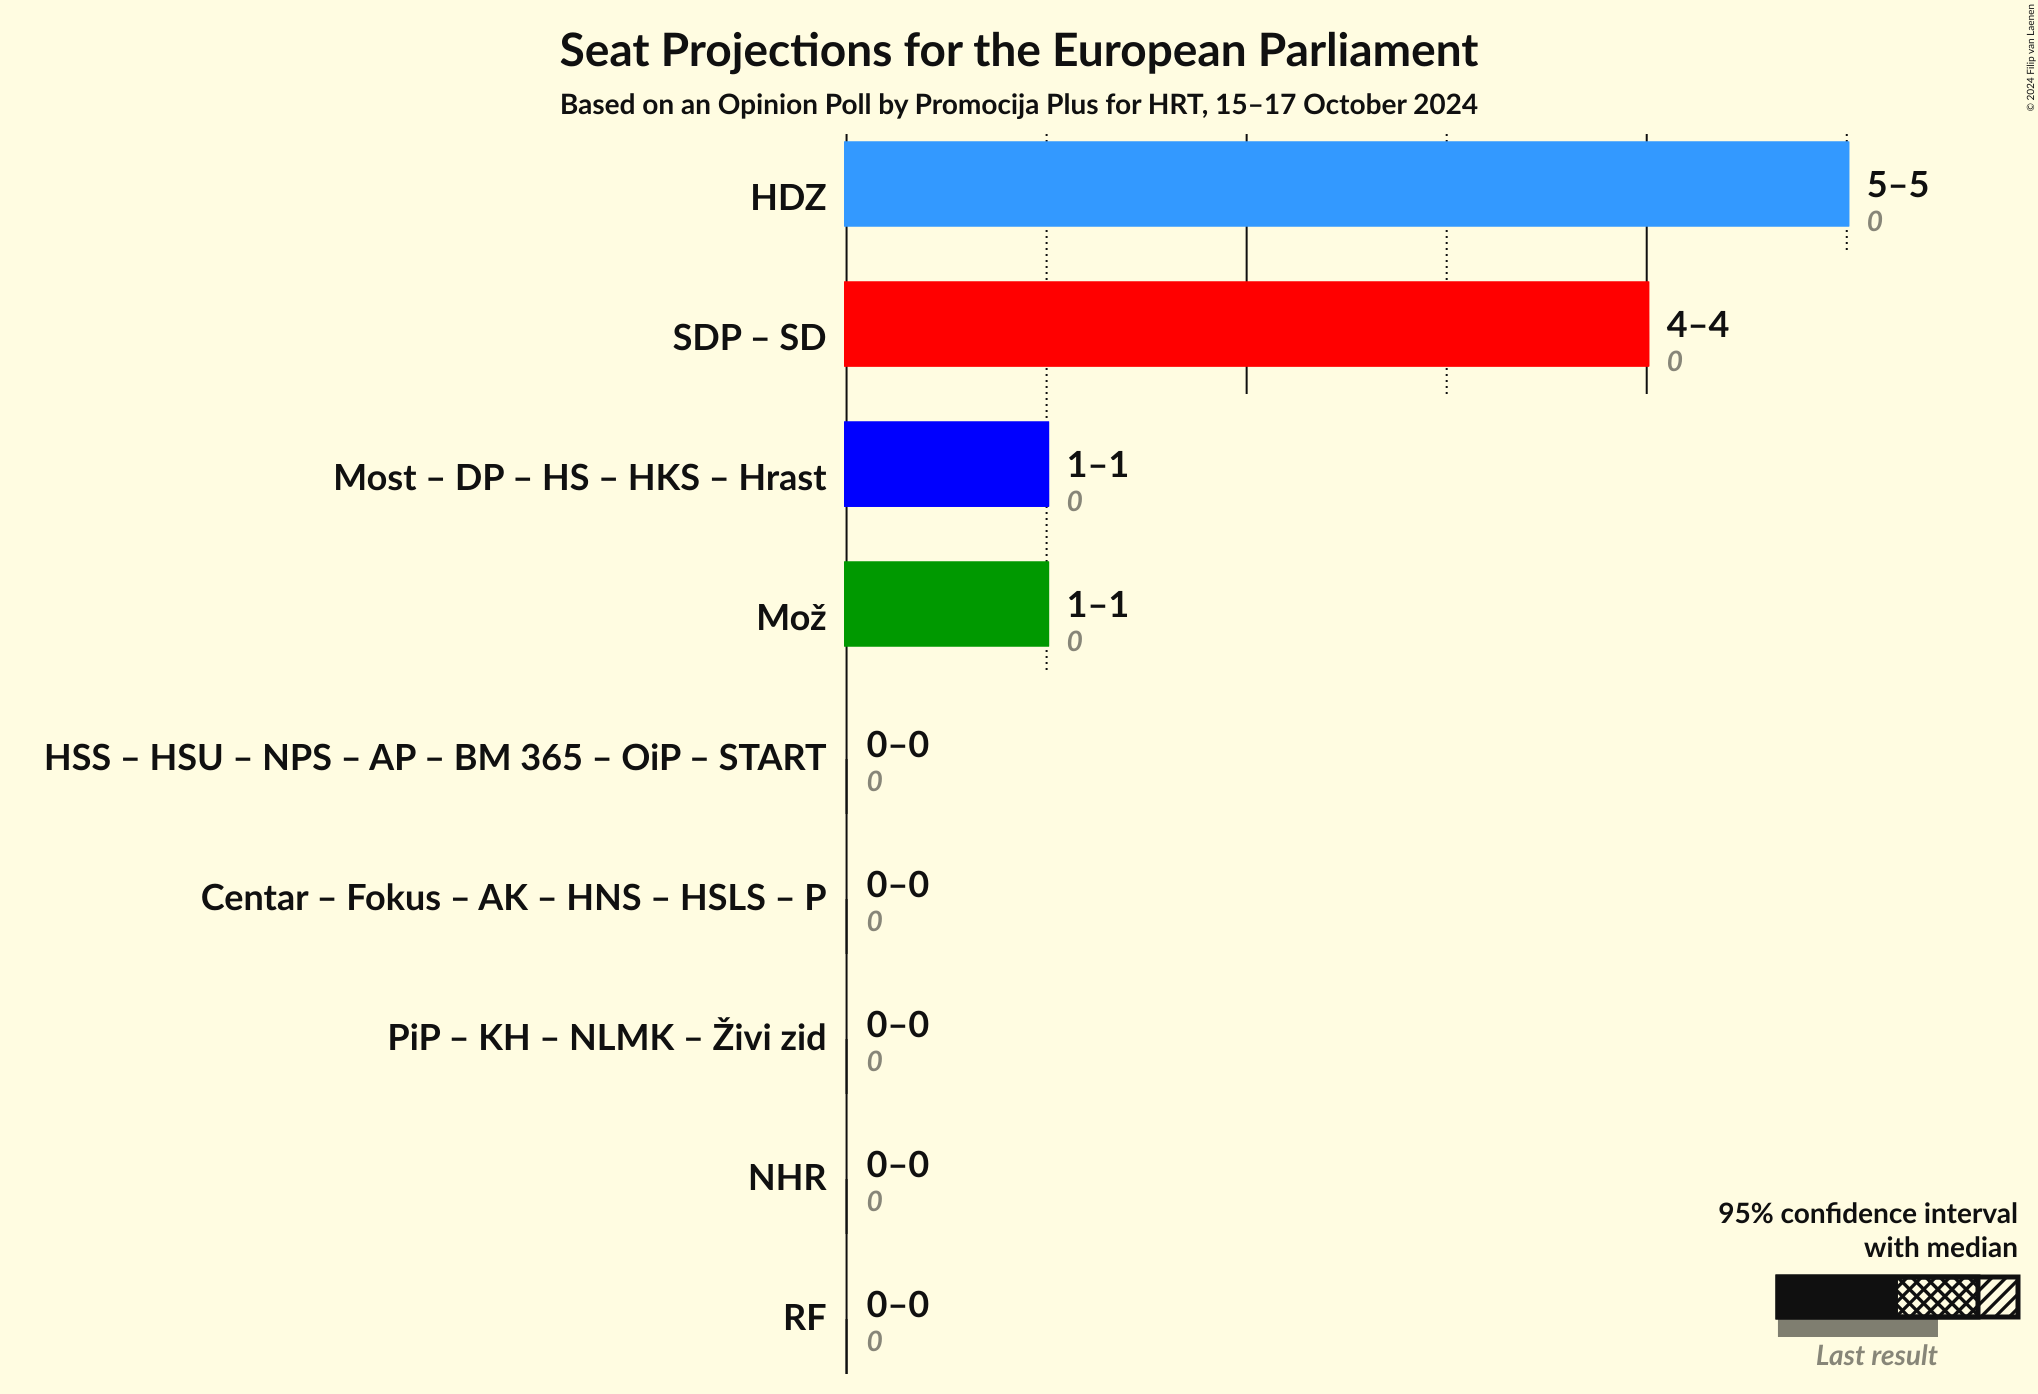 Seat Projections for the European Parliament
Based on an Opinion Poll by Promocija Plus for HRT, 15–17 October 2024
© 2024 Filip van Laenen
HDZ
5–5
0
SDP – SD
4–4
0
Most – DP – HS – HKS – Hrast
1–1
0
Mož
1–1
0
HSS – HSU – NPS – AP – BM 365 – OiP – START
0–0
0
Centar – Fokus – AK – HNS – HSLS – P
0–0
0
PiP – KH – NLMK – Živi zid
0–0
0
NHR
0–0
0
RF
0–0
0
95% confidence interval
with median
Last result